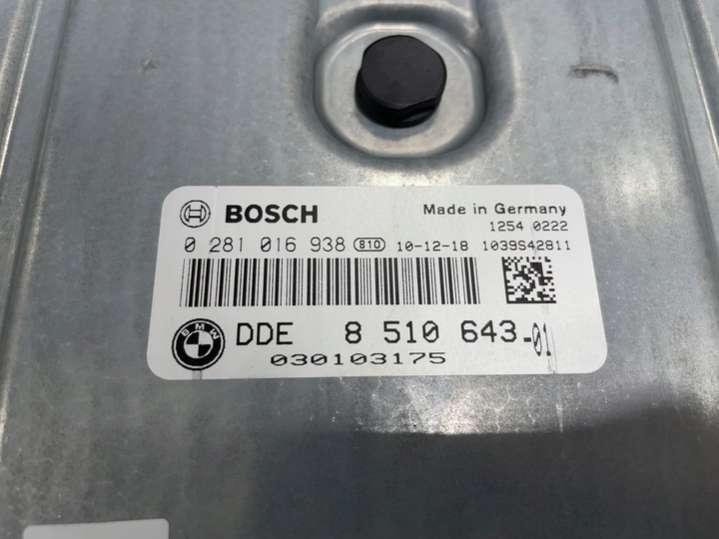 BOSCH
Made in Germany
1254 0222
0 281 016 938 810 10-12-18 1039S42811
BMW
DDE 8 510 643-01
030103175